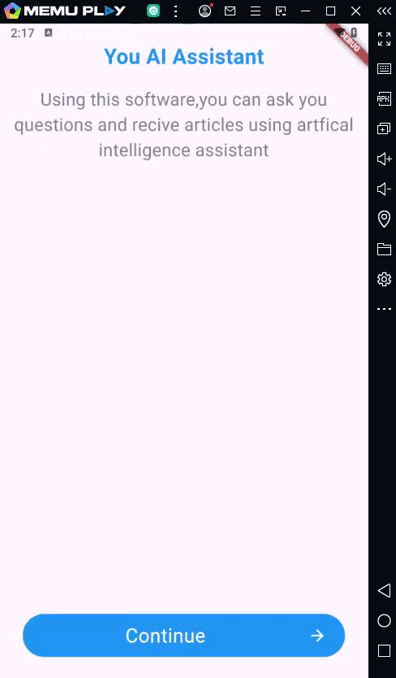 MEMU PLAY
2:17
DEBUG
You AI Assistant
Using this software,you can ask you
questions and recive articles using artfical
intelligence assistant
Continue
APK